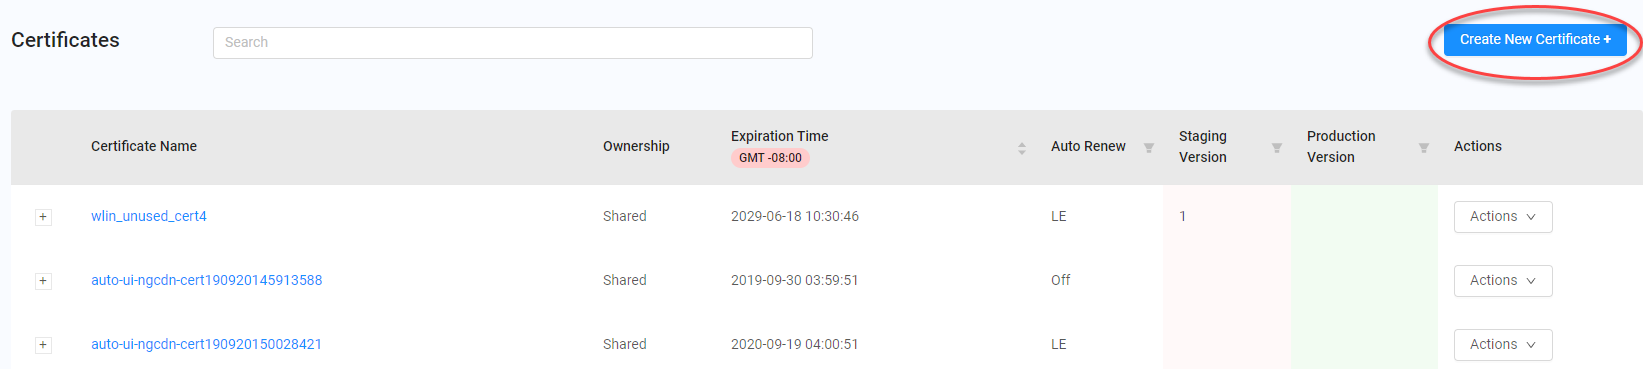 Certificates
Search
Create New Certificate +
Certificate Name
Ownership
Expiration Time
GMT -08:00
Auto Renew
Staging
Version
Production
Version
Actions
wlin_unused_cert4 Shared 2029-06-18 10:30:46 LE 1 Actions
auto-ui-ngcdn-cert190920145913588 Shared 2019-09-30 03:59:51 Off Actions
auto-ui-ngcdn-cert190920150028421 Shared 2020-09-19 04:00:51 LE Actions